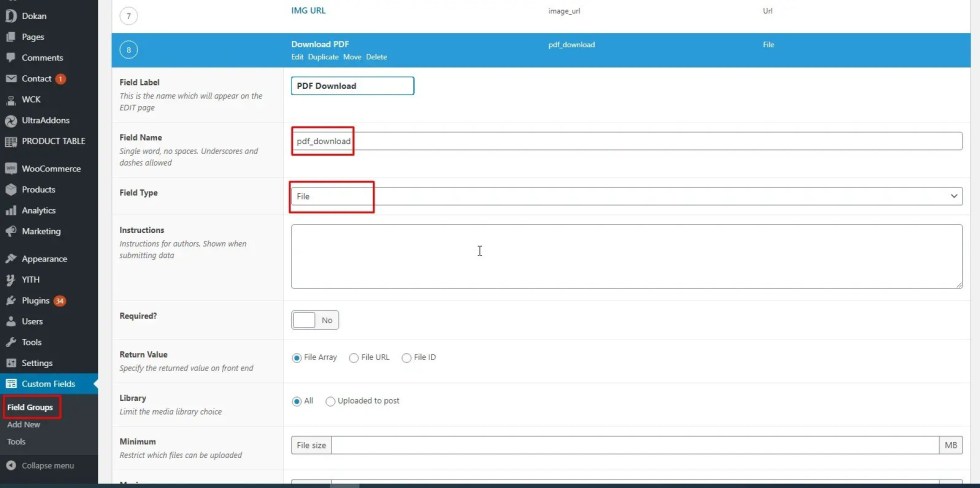 Dokan
Pages
Comments
Contact 1
WCK
UltraAddons
PRODUCT TABLE
WooCommerce
Products
Analytics
Marketing
Appearance
YITH
Plugins 34
Users
Tools
Settings
Custom Fields
Field Groups
Add New
Tools
Collapse menu
7 IMG URL image_url Url
8 Download PDF pdf_download File
Edit Duplicate Move Delete
Field Label
This is the name which will appear on the
EDIT page
PDF Download
Field Name
Single word, no spaces. Underscores and
dashes allowed
pdf_download
Field Type
File
Instructions
Instructions for authors. Shown when
submitting data
Required?
No
Return Value
Specify the returned value on front end
File Array File URL File ID
Library
Limit the media library choice
All Uploaded to post
Minimum
Restrict which files can be uploaded
File size MB